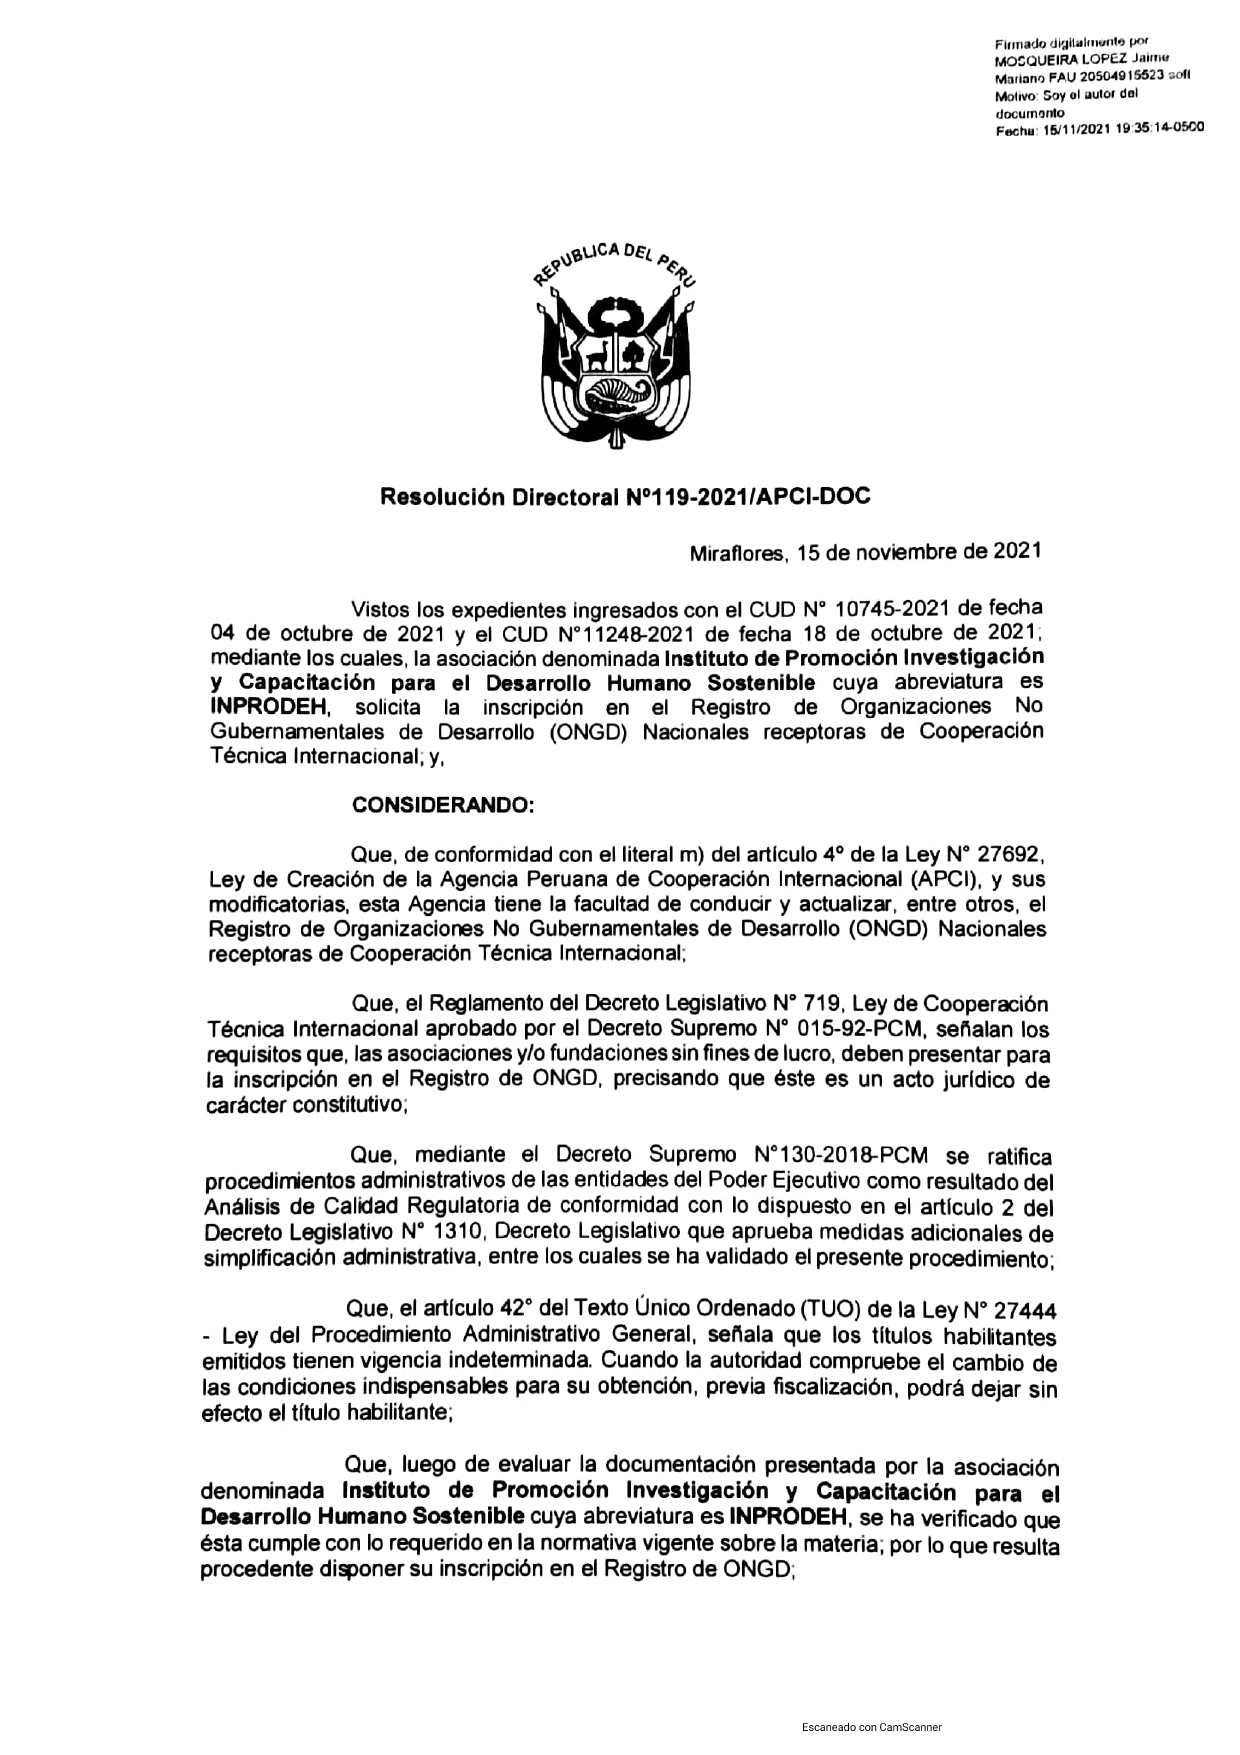 Firmado digitalmente por
MOSQUEIRA LOPEZ Jaime
Mariano FAU 20504915523 soft
Motivo: Soy el autor del
documento
Fecha: 15/11/2021 19:35:14-0500
REPUBLICA DEL PERU
Resolución Directoral Nº119-2021/APCI-DOC
Miraflores, 15 de noviembre de 2021
Vistos los expedientes ingresados con el CUD N° 10745-2021 de fecha
04 de octubre de 2021 y el CUD N°11248-2021 de fecha 18 de octubre de 2021;
mediante los cuales, la asociación denominada Instituto de Promoción Investigación
y Capacitación para el Desarrollo Humano Sostenible cuya abreviatura es
INPRODEH, solicita la inscripción en el Registro de Organizaciones No
Gubernamentales de Desarrollo (ONGD) Nacionales receptoras de Cooperación
Técnica Internacional; y,
CONSIDERANDO:
Que, de conformidad con el literal m) del artículo 4º de la Ley N° 27692,
Ley de Creación de la Agencia Peruana de Cooperación Internacional (APCI), y sus
modificatorias, esta Agencia tiene la facultad de conducir y actualizar, entre otros, el
Registro de Organizaciones No Gubernamentales de Desarrollo (ONGD) Nacionales
receptoras de Cooperación Técnica Internacional;
Que, el Reglamento del Decreto Legislativo N° 719, Ley de Cooperación
Técnica Internacional aprobado por el Decreto Supremo N° 015-92-PCM, señalan los
requisitos que, las asociaciones y/o fundaciones sin fines de lucro, deben presentar para
la inscripción en el Registro de ONGD, precisando que éste es un acto jurídico de
carácter constitutivo;
Que, mediante el Decreto Supremo N°130-2018-PCM se ratifica
procedimientos administrativos de las entidades del Poder Ejecutivo como resultado del
Análisis de Calidad Regulatoria de conformidad con lo dispuesto en el artículo 2 del
Decreto Legislativo N° 1310, Decreto Legislativo que aprueba medidas adicionales de
simplificación administrativa, entre los cuales se ha validado el presente procedimiento;
Que, el artículo 42° del Texto Único Ordenado (TUO) de la Ley N° 27444
- Ley del Procedimiento Administrativo General, señala que los títulos habilitantes
emitidos tienen vigencia indeterminada. Cuando la autoridad compruebe el cambio de
las condiciones indispensables para su obtención, previa fiscalización, podrá dejar sin
efecto el título habilitante;
Que, luego de evaluar la documentación presentada por la asociación
denominada Instituto de Promoción Investigación y Capacitación para el
Desarrollo Humano Sostenible cuya abreviatura es INPRODEH, se ha verificado que
ésta cumple con lo requerido en la normativa vigente sobre la materia; por lo que resulta
procedente disponer su inscripción en el Registro de ONGD;
Escaneado con CamScanner